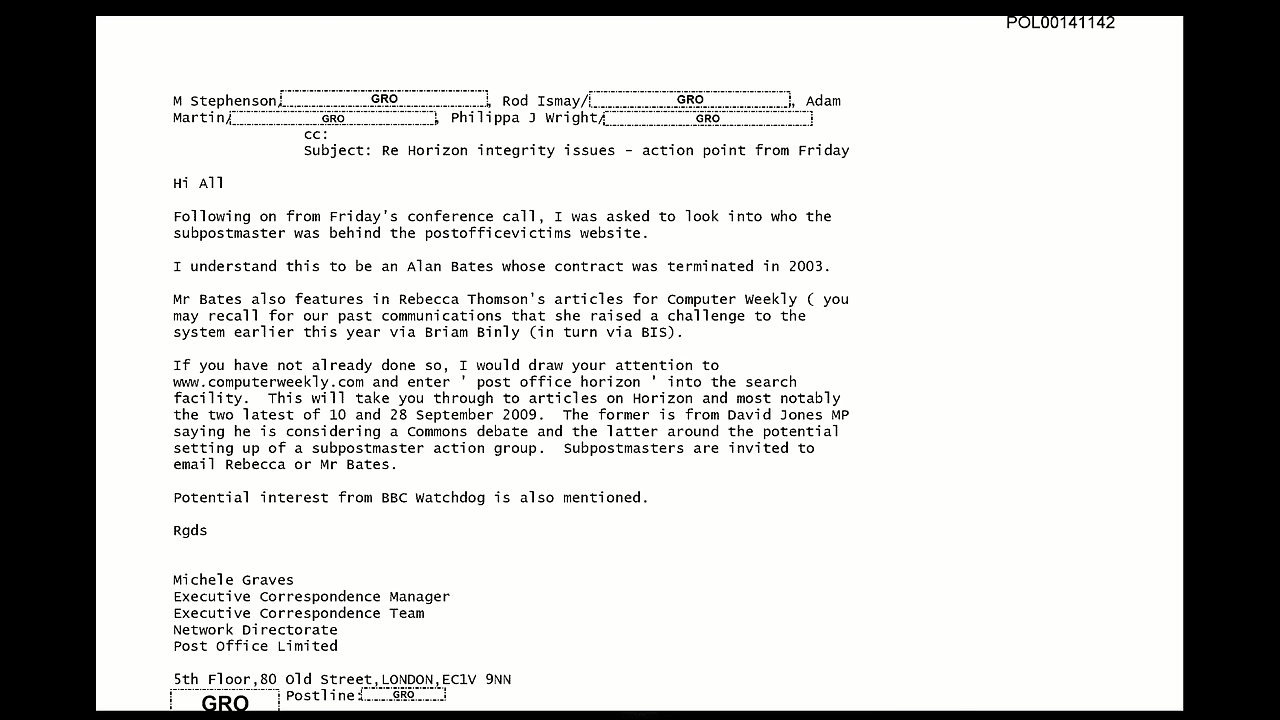 POL00141142
M Stephenson/ GRO, Rod Ismay/ GRO, Adam
Martin/ GRO, Philippa J Wright/ GRO
cc:
Subject: Re Horizon integrity issues - action point from Friday
Hi All
Following on from Friday's conference call, I was asked to look into who the
subpostmaster was behind the postofficevictims website.
I understand this to be an Alan Bates whose contract was terminated in 2003.
Mr Bates also features in Rebecca Thomson's articles for Computer Weekly ( you
may recall for our past communications that she raised a challenge to the
system earlier this year via Briam Binly (in turn via BIS).
If you have not already done so, I would draw your attention to
www.computerweekly.com and enter ' post office horizon ' into the search
facility.  This will take you through to articles on Horizon and most notably
the two latest of 10 and 28 September 2009.  The former is from David Jones MP
saying he is considering a Commons debate and the latter around the potential
setting up of a subpostmaster action group.  Subpostmasters are invited to
email Rebecca or Mr Bates.
Potential interest from BBC Watchdog is also mentioned.
Rgds
Michele Graves
Executive Correspondence Manager
Executive Correspondence Team
Network Directorate
Post Office Limited
5th Floor,80 Old Street,LONDON,EC1V 9NN
GRO Postline: GRO